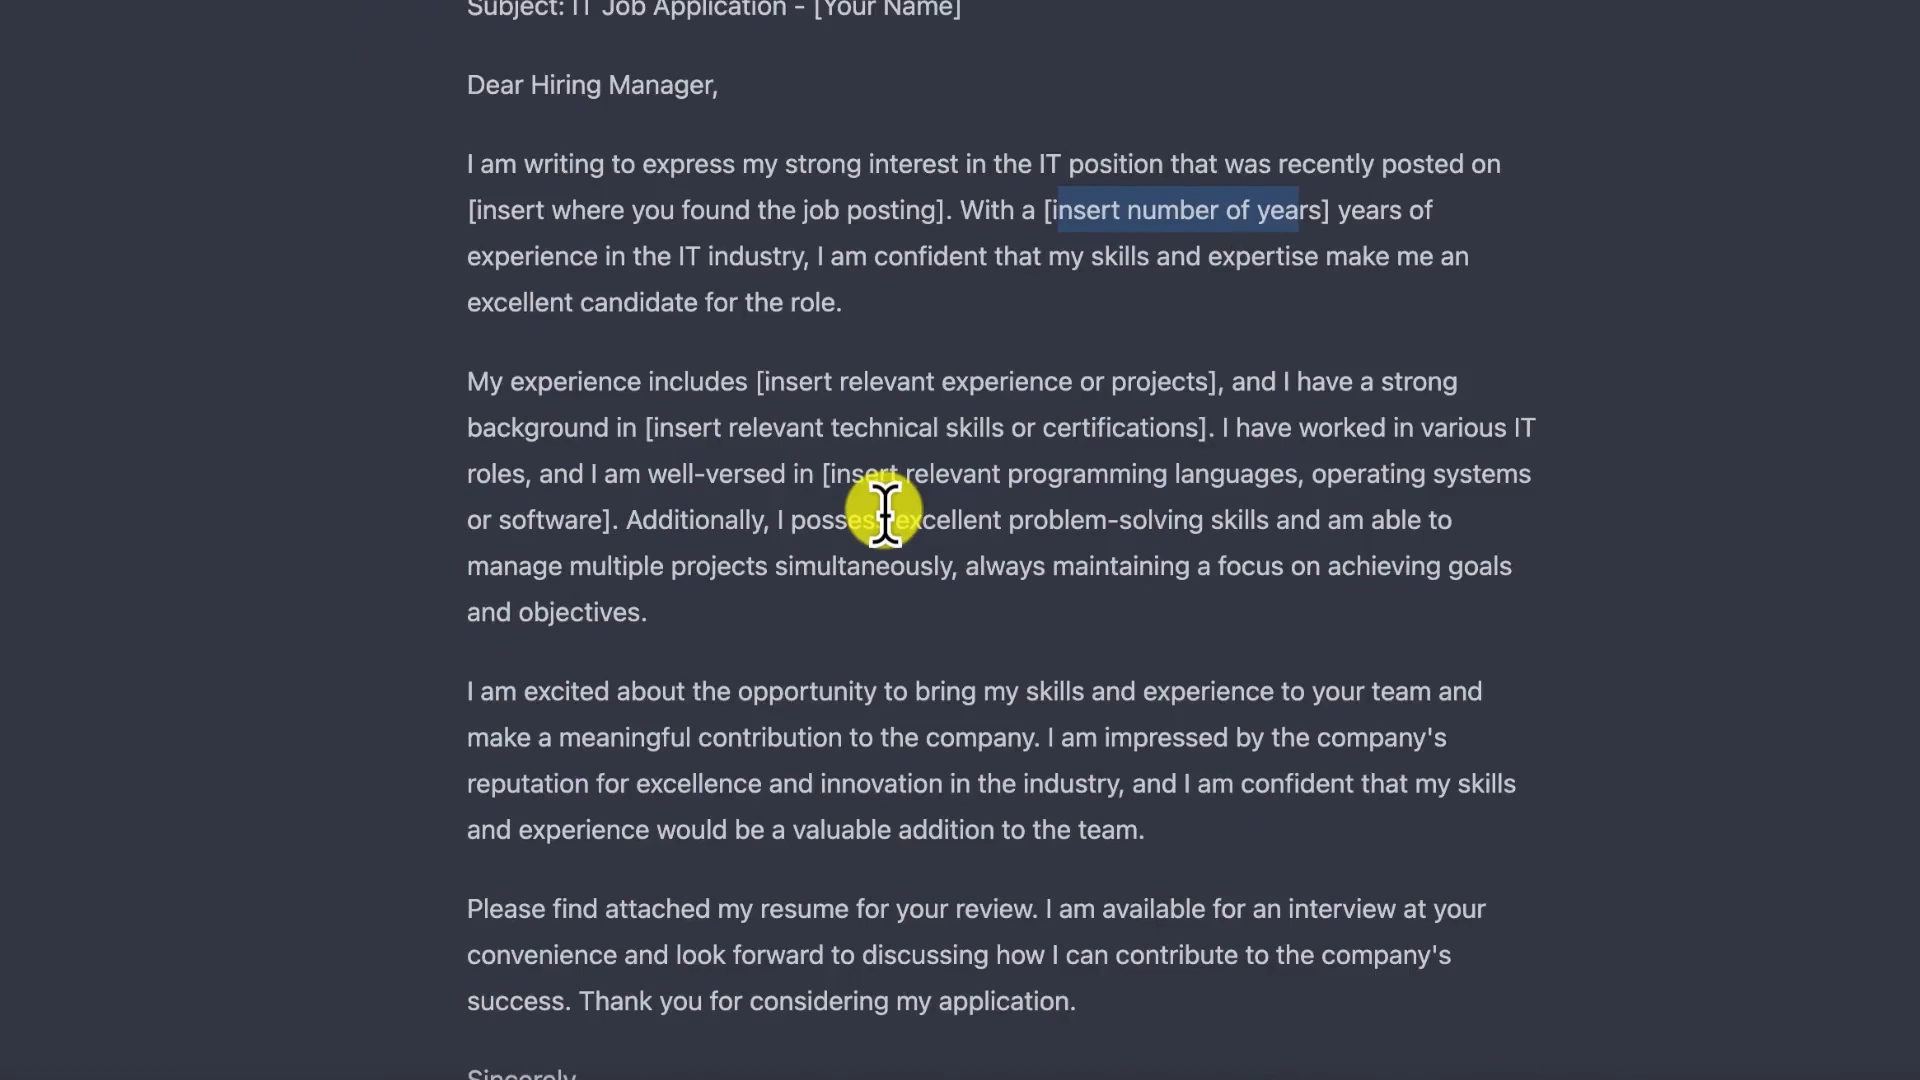 Subject: IT Job Application - [Your Name]
Dear Hiring Manager,
I am writing to express my strong interest in the IT position that was recently posted on
[insert where you found the job posting]. With a [insert number of years] years of
experience in the IT industry, I am confident that my skills and expertise make me an
excellent candidate for the role.
My experience includes [insert relevant experience or projects], and I have a strong
background in [insert relevant technical skills or certifications]. I have worked in various IT
roles, and I am well-versed in [insert relevant programming languages, operating systems
or software]. Additionally, I possess excellent problem-solving skills and am able to
manage multiple projects simultaneously, always maintaining a focus on achieving goals
and objectives.
I am excited about the opportunity to bring my skills and experience to your team and
make a meaningful contribution to the company. I am impressed by the company's
reputation for excellence and innovation in the industry, and I am confident that my skills
and experience would be a valuable addition to the team.
Please find attached my resume for your review. I am available for an interview at your
convenience and look forward to discussing how I can contribute to the company's
success. Thank you for considering my application.
Sincerely